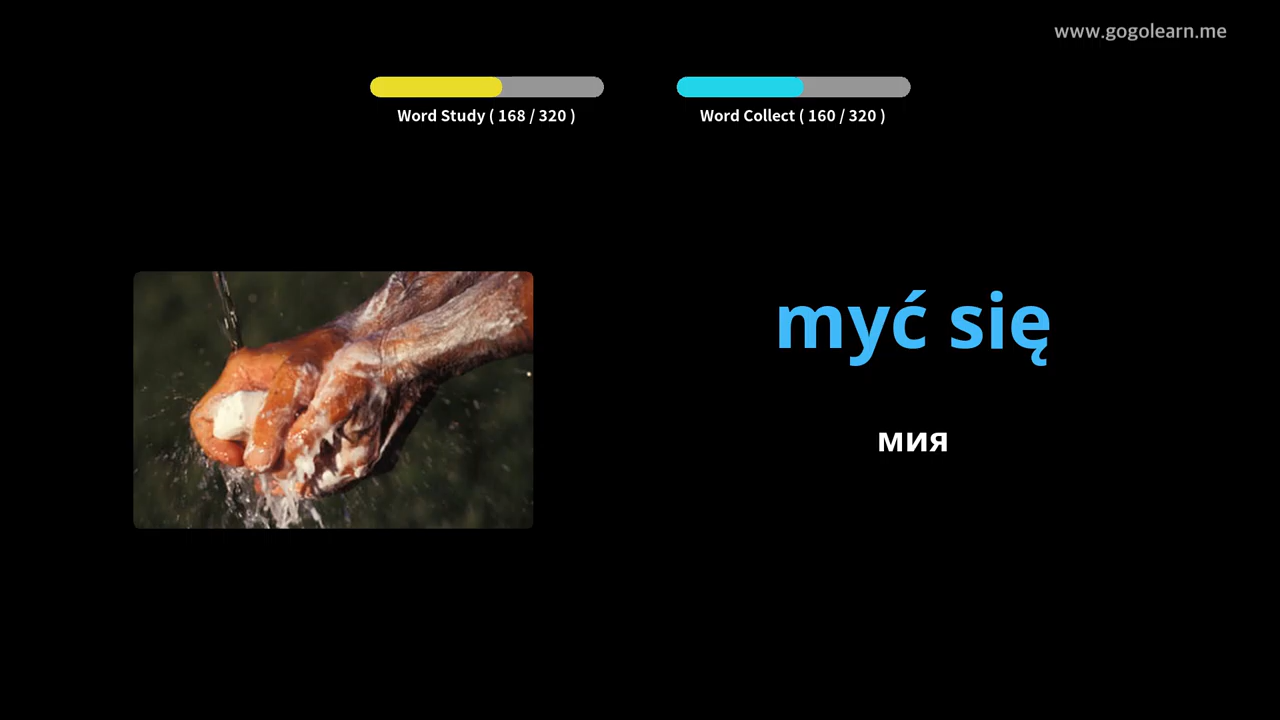 www.gogolearn.me
Word Study ( 168 / 320 )
Word Collect ( 160 / 320 )
myć się
мия